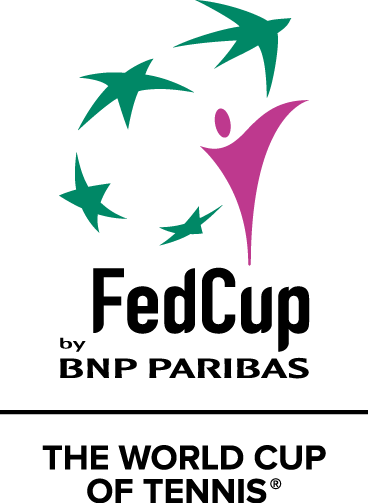 FedCup
by
BNP PARIBAS
THE WORLD CUP
OF TENNIS®